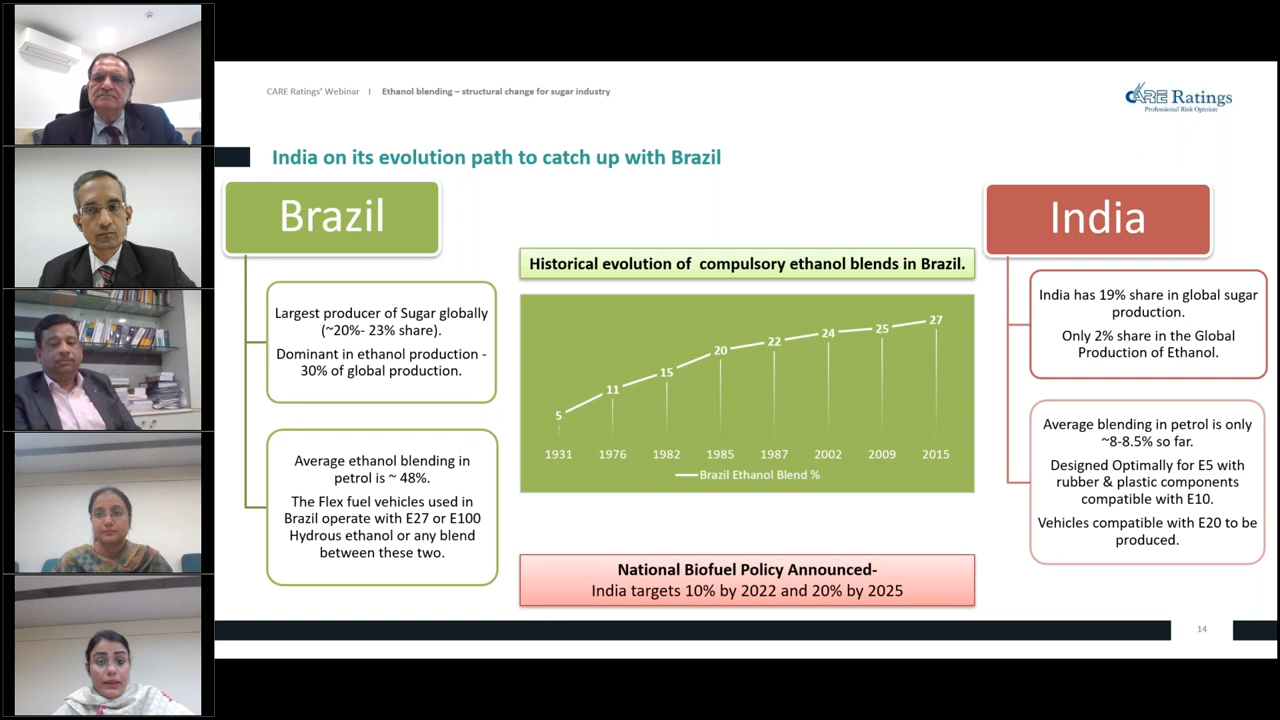 CARE Ratings' Webinar I Ethanol blending – structural change for sugar industry
CARE Ratings
Professional Risk Opinion
India on its evolution path to catch up with Brazil
Brazil
Largest producer of Sugar globally
(~20%- 23% share).
Dominant in ethanol production -
30% of global production.
Average ethanol blending in
petrol is ~ 48%.
The Flex fuel vehicles used in
Brazil operate with E27 or E100
Hydrous ethanol or any blend
between these two.
Historical evolution of compulsory ethanol blends in Brazil.
5 11 15 20 22 24 25 27
1931 1976 1982 1985 1987 2002 2009 2015
Brazil Ethanol Blend %
National Biofuel Policy Announced-
India targets 10% by 2022 and 20% by 2025
India
India has 19% share in global sugar
production.
Only 2% share in the Global
Production of Ethanol.
Average blending in petrol is only
~8-8.5% so far.
Designed Optimally for E5 with
rubber & plastic components
compatible with E10.
Vehicles compatible with E20 to be
produced.
14